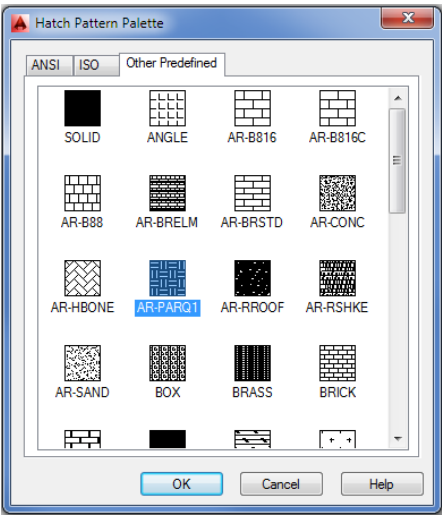 Hatch Pattern Palette
ANSI ISO Other Predefined
SOLID ANGLE AR-B816 AR-B816C
AR-B88 AR-BRELM AR-BRSTD AR-CONC
AR-HBONE AR-PARQ1 AR-RROOF AR-RSHKE
AR-SAND BOX BRASS BRICK
OK Cancel Help